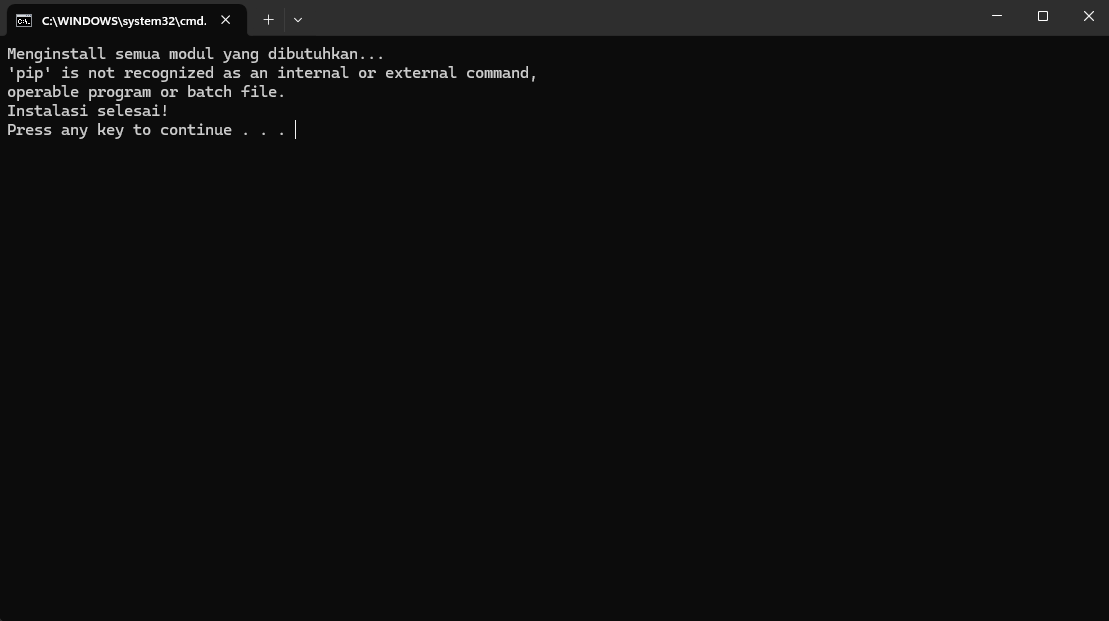 C:\WINDOWS\system32\cmd.
Menginstall semua modul yang dibutuhkan...
'pip' is not recognized as an internal or external command,
operable program or batch file.
Instalasi selesai!
Press any key to continue . . .